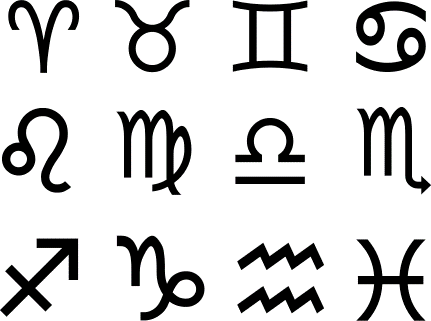 ♈ ♉ ♊ ♋
♌ ♍ ♎ ♏
♐ ♑ ♒ ♓